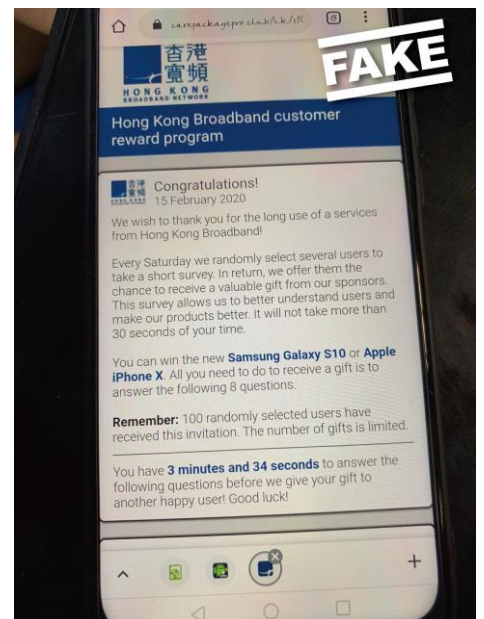 carepackagepro.club/hk/
FAKE
香港
寬頻
HONG KONG
BROADBAND NETWORK
Hong Kong Broadband customer
reward program
Congratulations!
15 February 2020
We wish to thank you for the long use of a services
from Hong Kong Broadband!
Every Saturday we randomly select several users to
take a short survey. In return, we offer them the
chance to receive a valuable gift from our sponsors.
This survey allows us to better understand users and
make our products better. It will not take more than
30 seconds of your time.
You can win the new Samsung Galaxy S10 or Apple
iPhone X. All you need to do to receive a gift is to
answer the following 8 questions.
Remember: 100 randomly selected users have
received this invitation. The number of gifts is limited.
You have 3 minutes and 34 seconds to answer the
following questions before we give your gift to
another happy user! Good luck!